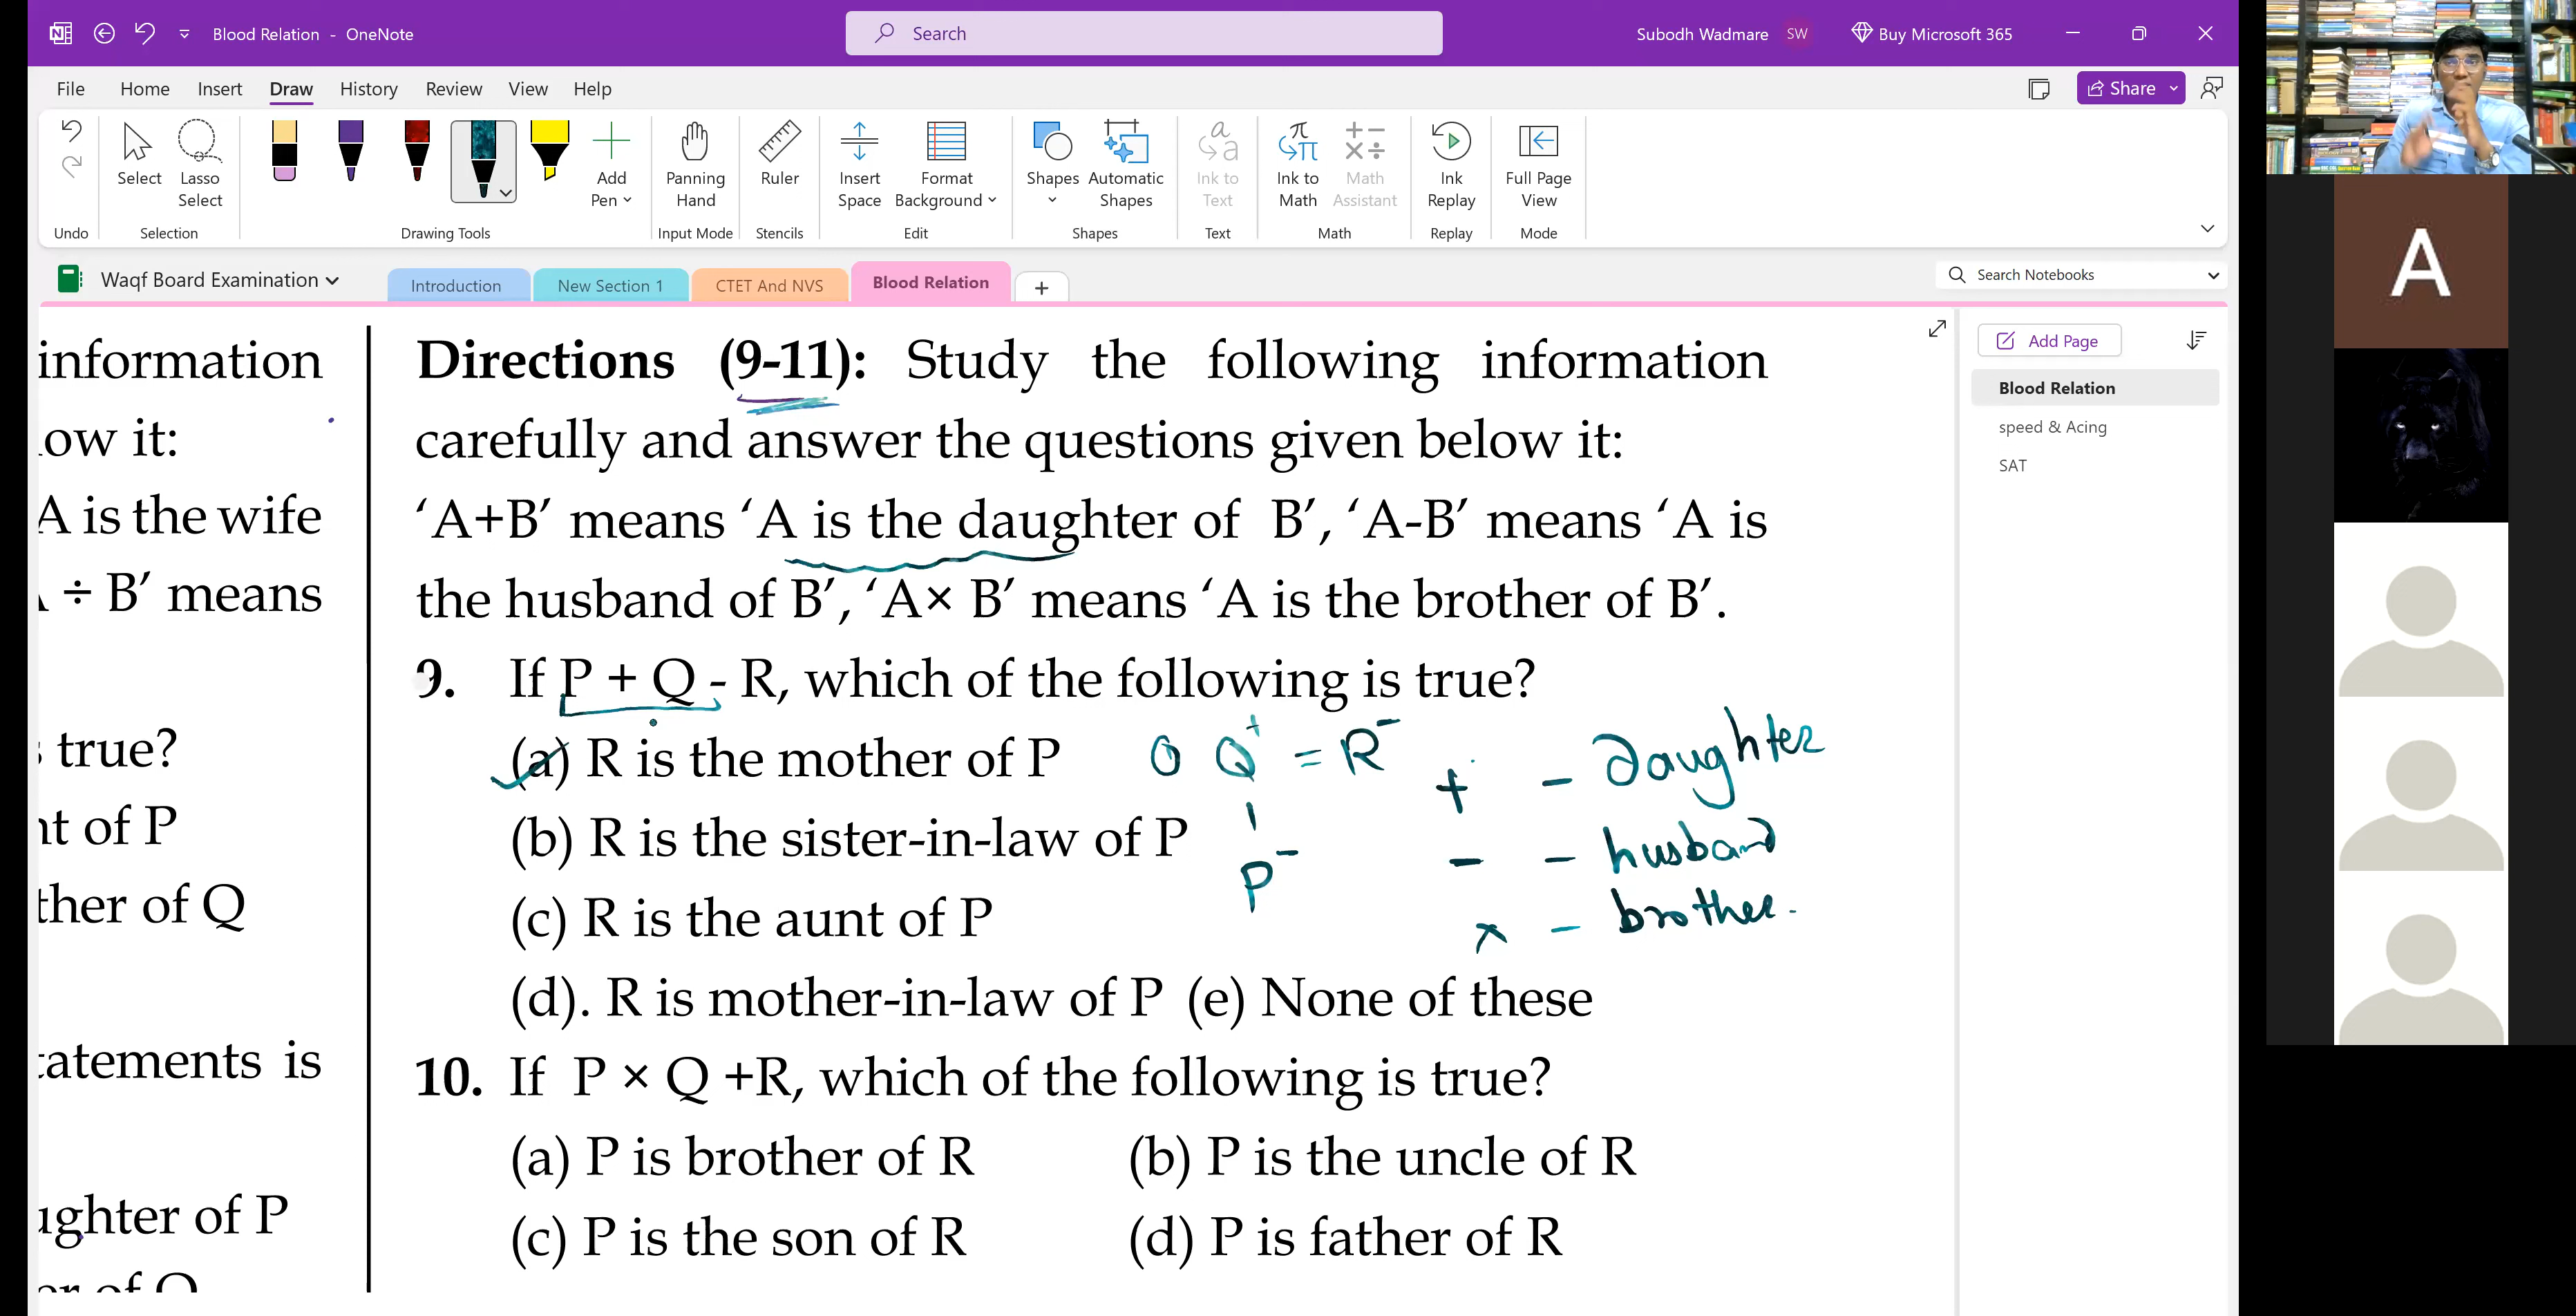 Blood Relation - OneNote
Search
Subodh Wadmare SW
Buy Microsoft 365
File Home Insert Draw History Review View Help
Share
Select
Lasso Select
Add Pen
Panning Hand
Ruler
Insert Space
Format Background
Shapes
Automatic Shapes
Ink to Text
Ink to Math
Math Assistant
Ink Replay
Full Page View
Undo
Selection
Drawing Tools
Input Mode
Stencils
Edit
Shapes
Text
Math
Replay
Mode
Waqf Board Examination
Introduction
New Section 1
CTET And NVS
Blood Relation
+
Search Notebooks
Add Page
Blood Relation
speed & Acing
SAT
information
ow it:
A is the wife
÷ B’ means
true?
t of P
ther of Q
tatements is
ughter of P
er of Q
Directions (9-11): Study the following information
carefully and answer the questions given below it:
‘A+B’ means ‘A is the daughter of B’, ‘A-B’ means ‘A is
the husband of B’, ‘A× B’ means ‘A is the brother of B’.
9. If P + Q - R, which of the following is true?
(a) R is the mother of P
(b) R is the sister-in-law of P
(c) R is the aunt of P
(d). R is mother-in-law of P (e) None of these
Q+ = R-
P-
+ - Daughter
- - husband
× - brother.
10. If P × Q +R, which of the following is true?
(a) P is brother of R (b) P is the uncle of R
(c) P is the son of R (d) P is father of R
A